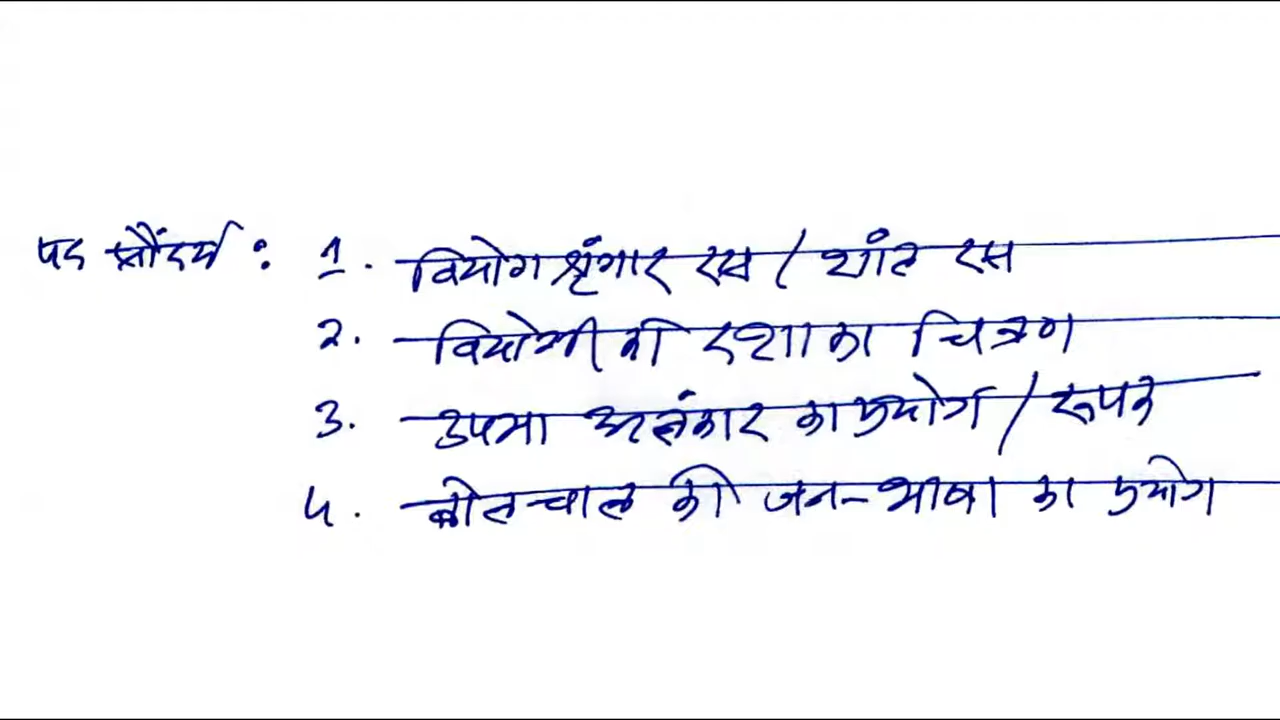 पद सौंदर्य : 1. वियोग श्रृंगार रस / शांत रस
2. वियोगी की दशा का चित्रण
3. उपमा अलंकार का प्रयोग / रूपक
4. बोलचाल की जन-भाषा का प्रयोग